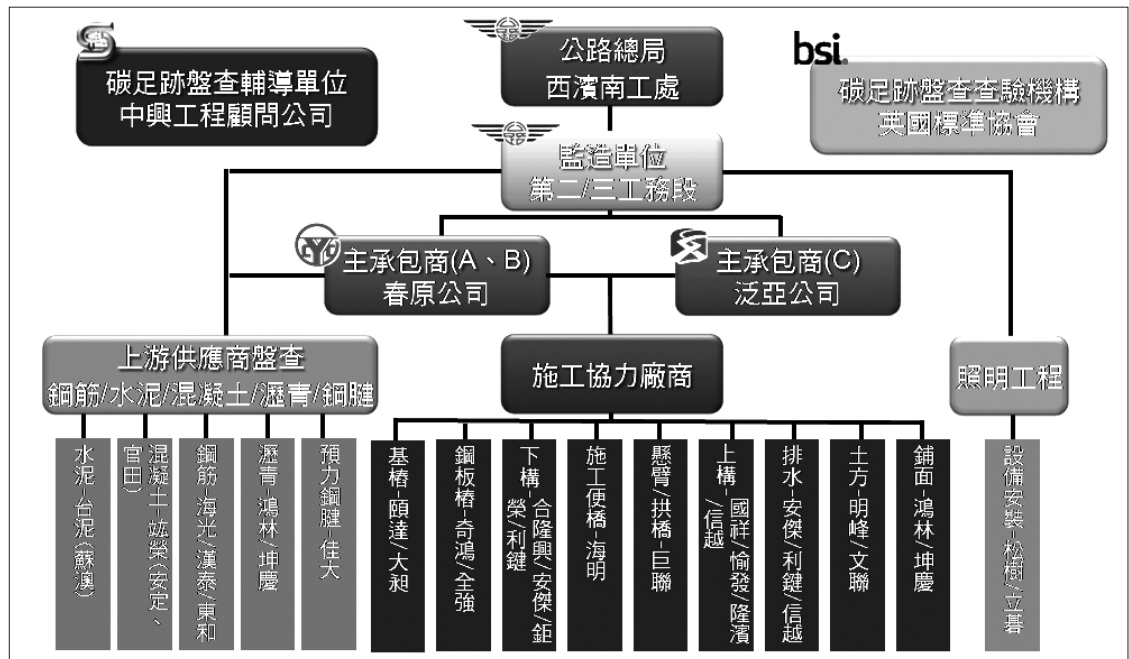 碳足跡盤查輔導單位
中興工程顧問公司
公路總局
西濱南工處
bsi.
碳足跡盤查查驗機構
英國標準協會
監造單位
第二/三工務段
主承包商(A、B)
春原公司
主承包商(C)
泛亞公司
上游供應商盤查
鋼筋/水泥/混凝土/瀝青/鋼腱
施工協力廠商
照明工程
水泥-台泥(蘇澳)
混凝土-竑榮(安定、
官田)
鋼筋-海光/漢泰/東和
瀝青-鴻林/坤慶
預力鋼腱-佳大
基樁-頤達/大昶
鋼板樁-奇鴻/全強
下構-合隆興/安傑/鉅
榮/利鍵
施工便橋-海明
懸臂/拱橋-巨聯
上構-國祥/愉發/隆濱
/信越
排水-安傑/利鍵/信越
土方-明峰/文聯
鋪面-鴻林/坤慶
設備安裝-松樹/立碁